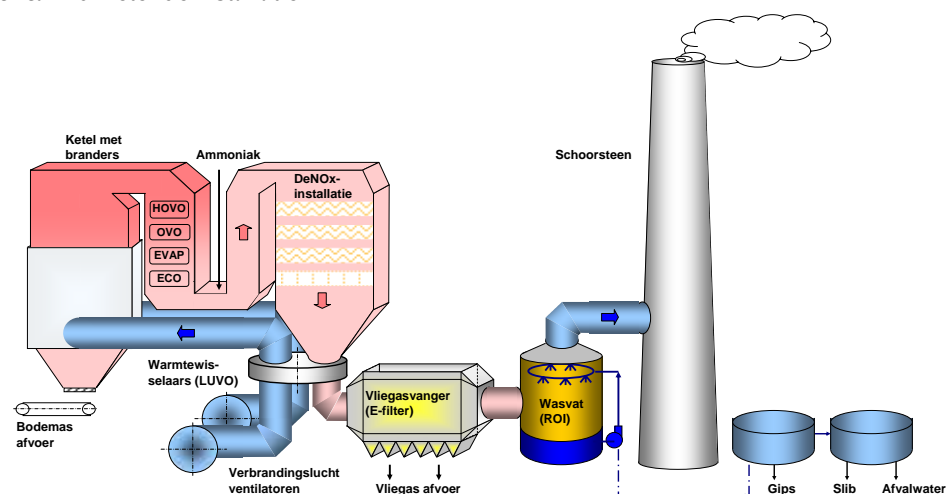 Ketel met
branders
Ammoniak
DeNOx-
installatie
Schoorsteen
HOVO
OVO
EVAP
ECO
Warmtewis-
selaars (LUVO)
Vliegasvanger
(E-filter)
Wasvat
(ROI)
Bodemas
afvoer
Verbrandingslucht
ventilatoren
Vliegas afvoer
Gips
Slib
Afvalwater